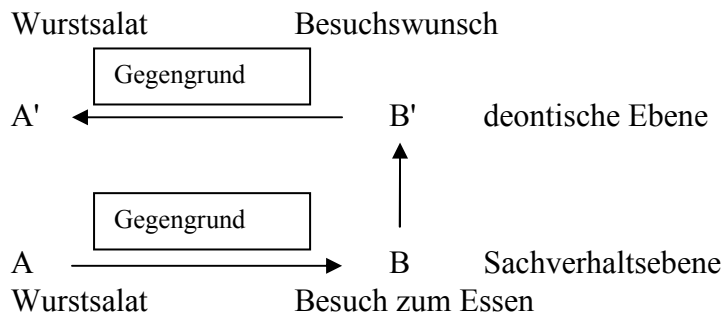 Wurstsalat Besuchswunsch
Gegengrund
A' B' deontische Ebene
Gegengrund
A B Sachverhaltsebene
Wurstsalat Besuch zum Essen